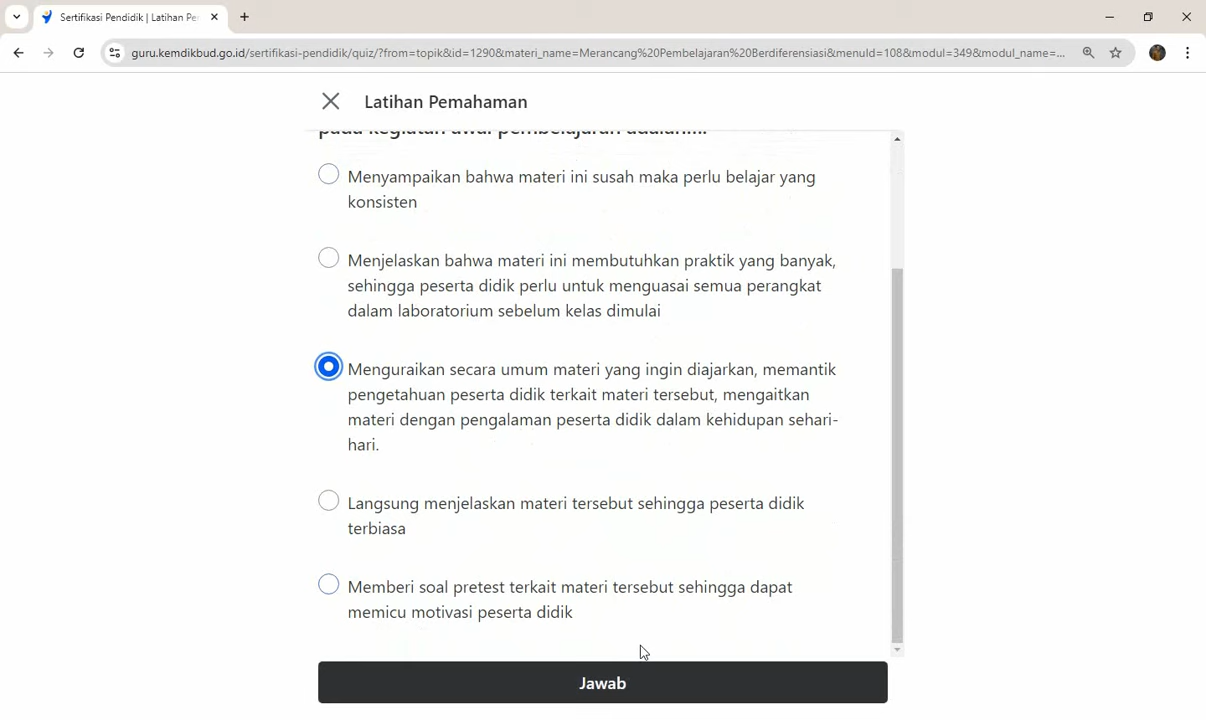 Sertifikasi Pendidik | Latihan Pe
guru.kemdikbud.go.id/sertifikasi-pendidik/quiz/?from=topik&id=1290&materi_name=Merancang%20Pembelajaran%20Berdiferensiasi&menuId=108&modul=349&modul_name=...
Latihan Pemahaman
pada kegiatan awal pembelajaran adalah....
Menyampaikan bahwa materi ini susah maka perlu belajar yang
konsisten
Menjelaskan bahwa materi ini membutuhkan praktik yang banyak,
sehingga peserta didik perlu untuk menguasai semua perangkat
dalam laboratorium sebelum kelas dimulai
Menguraikan secara umum materi yang ingin diajarkan, memantik
pengetahuan peserta didik terkait materi tersebut, mengaitkan
materi dengan pengalaman peserta didik dalam kehidupan sehari-
hari.
Langsung menjelaskan materi tersebut sehingga peserta didik
terbiasa
Memberi soal pretest terkait materi tersebut sehingga dapat
memicu motivasi peserta didik
Jawab